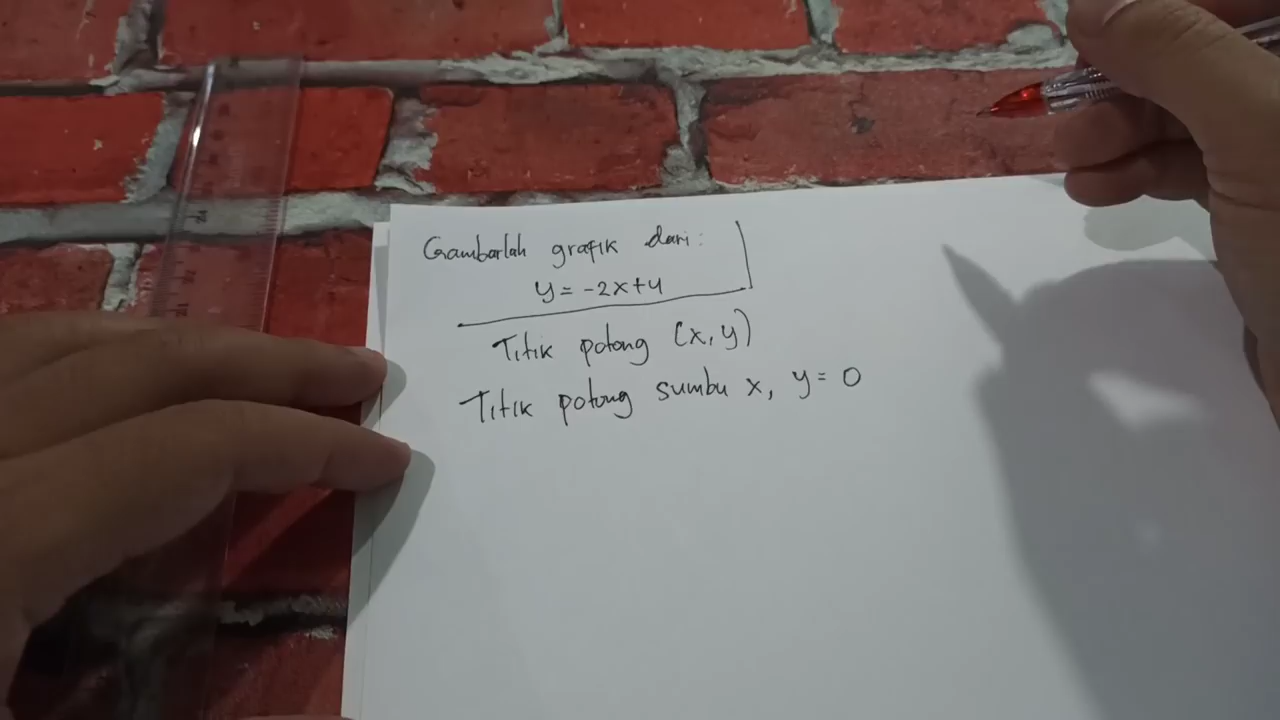 Gambarlah grafik dari:
y = -2x+4
Titik potong (x, y)
Titik potong sumbu x, y = 0